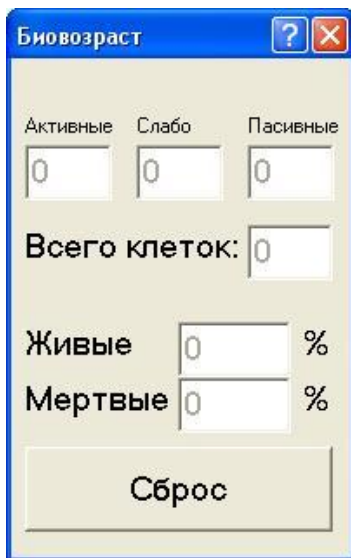 Биовозраст
Активные Слабо Пасивные
0 0 0
Всего клеток: 0
Живые 0 %
Мертвые 0 %
Сброс